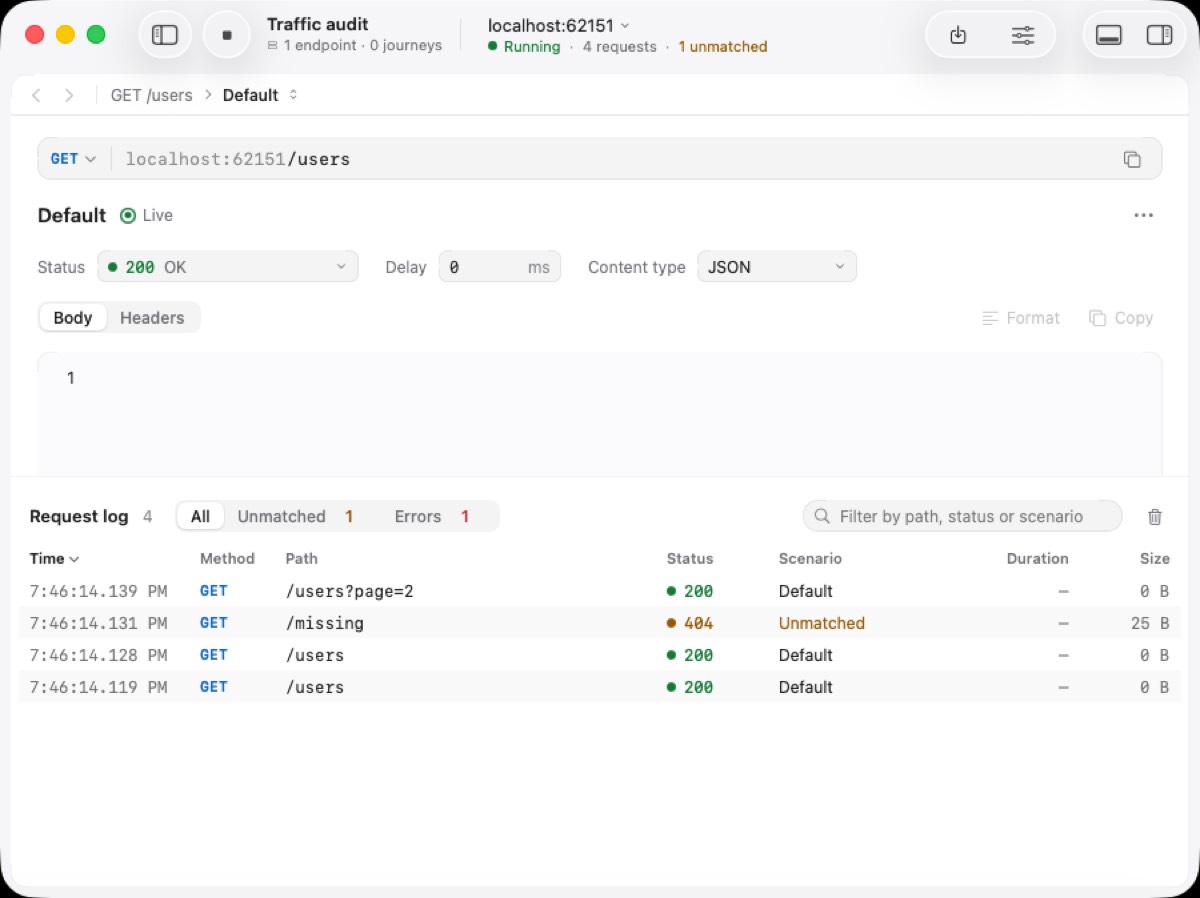 Traffic audit
1 endpoint · 0 journeys
localhost:62151
Running · 4 requests · 1 unmatched
GET /users > Default
GET localhost:62151/users
Default Live
Status 200 OK Delay 0 ms Content type JSON
Body Headers Format Copy
1
Request log 4 All Unmatched 1 Errors 1 Filter by path, status or scenario
Time Method Path Status Scenario Duration Size
7:46:14.139 PM GET /users?page=2 200 Default — 0 B
7:46:14.131 PM GET /missing 404 Unmatched — 25 B
7:46:14.128 PM GET /users 200 Default — 0 B
7:46:14.119 PM GET /users 200 Default — 0 B